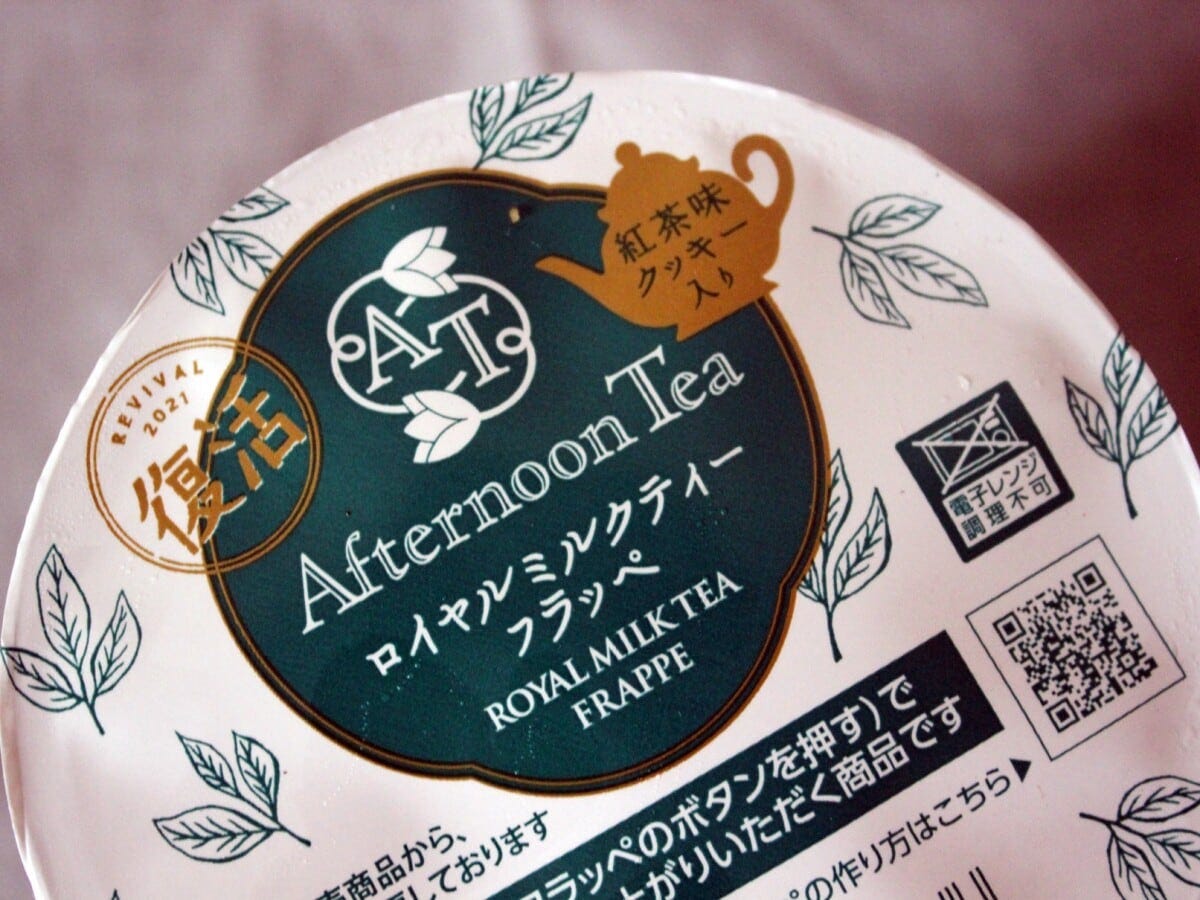 紅茶味
クッキー
入り
AT
REVIVAL
2021
復活
Afternoon Tea
ロイヤルミルクティー
フラッペ
ROYAL MILK TEA
FRAPPE
電子レンジ
調理不可
商品から、
しております
フラッペのボタンを押す)で
上がりいただく商品です
の作り方はこちら▶